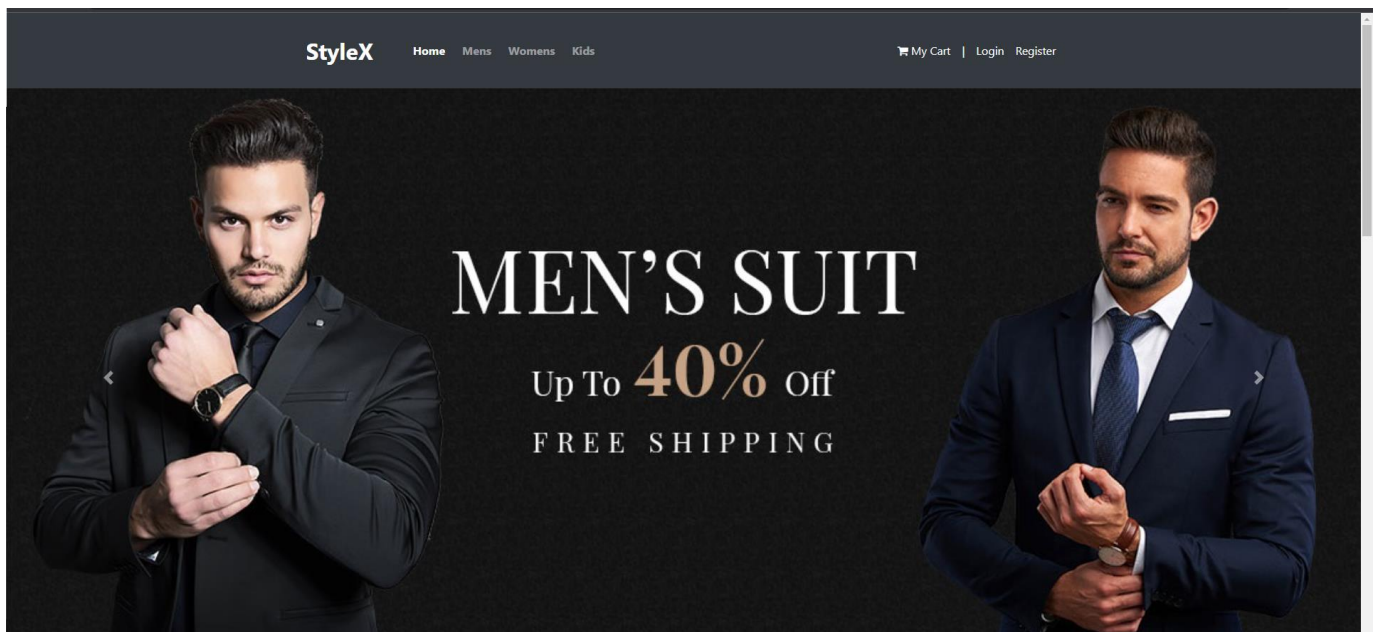 StyleX Home Mens Womens Kids My Cart | Login Register
MEN’S SUIT
Up To 40% Off
FREE SHIPPING